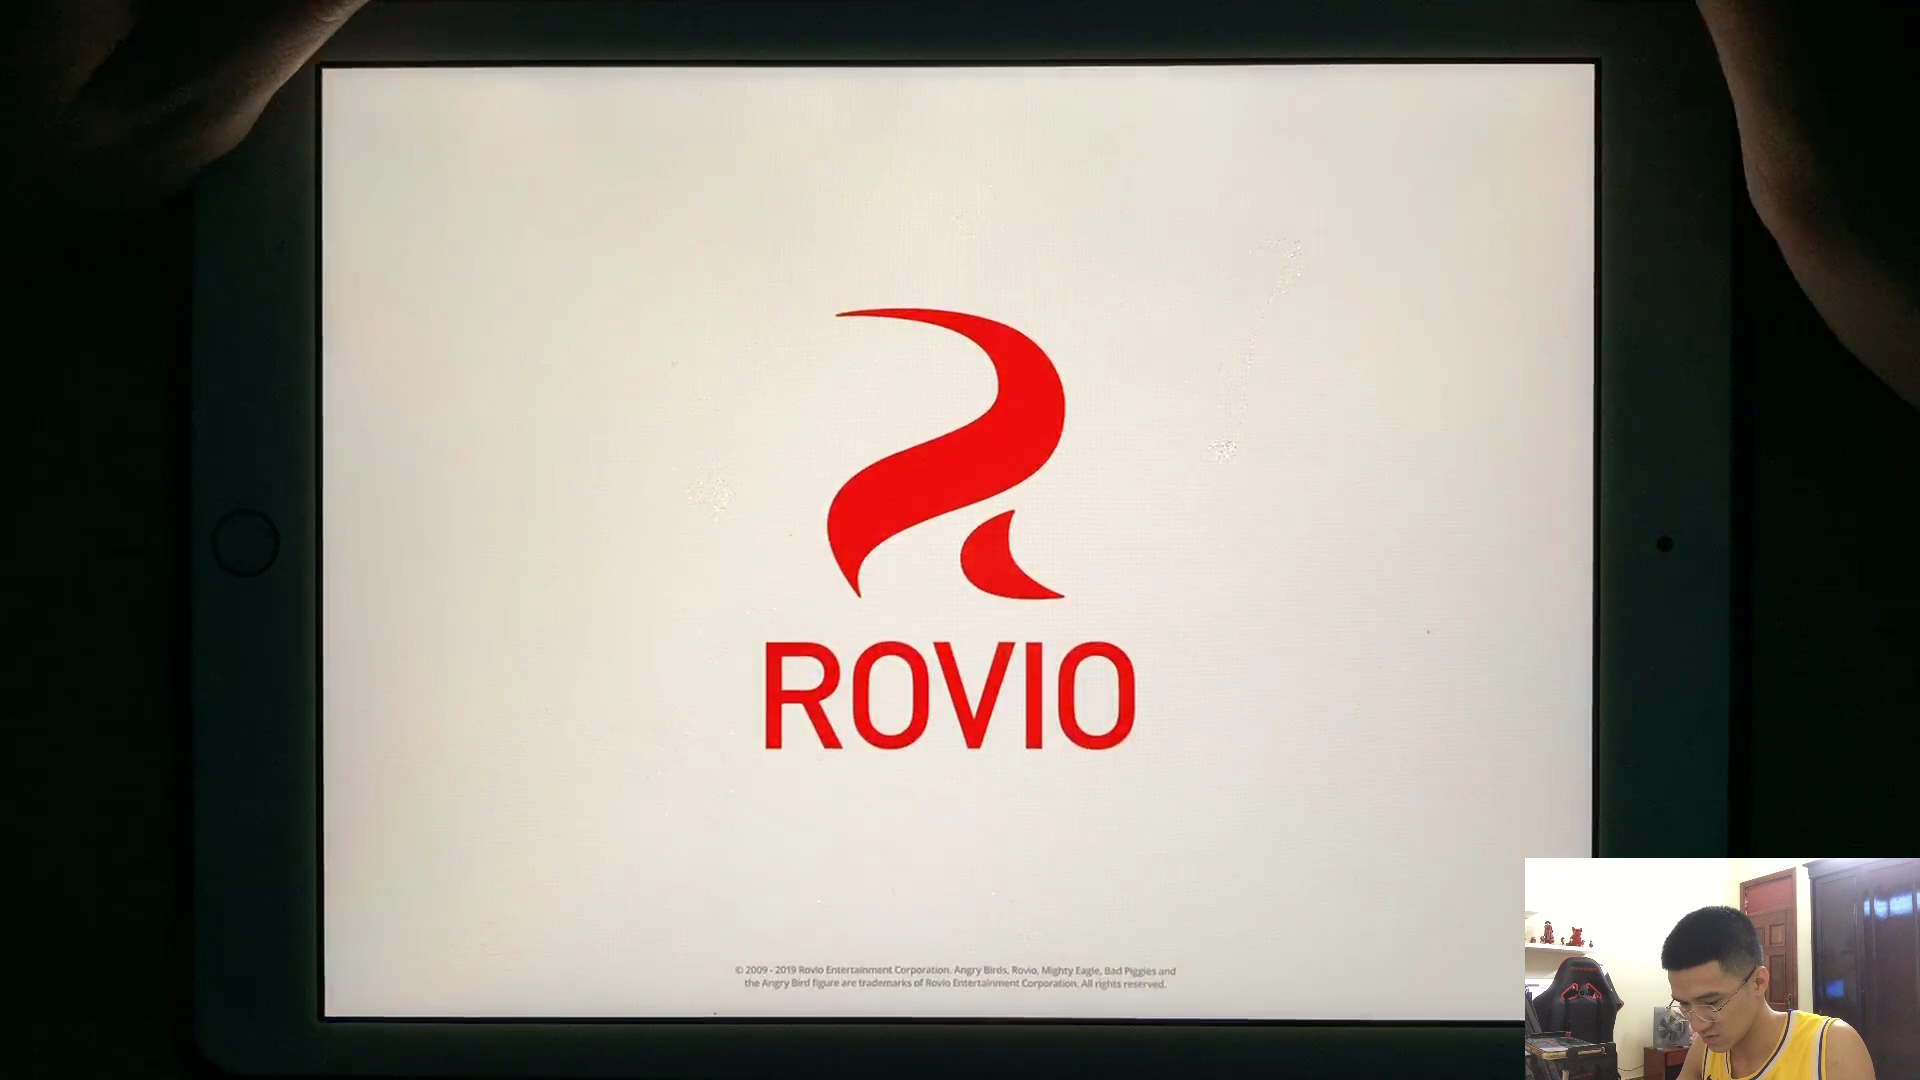 ROVIO
© 2009 - 2019 Rovio Entertainment Corporation. Angry Birds, Rovio, Mighty Eagle, Bad Piggies and
the Angry Bird figure are trademarks of Rovio Entertainment Corporation. All rights reserved.